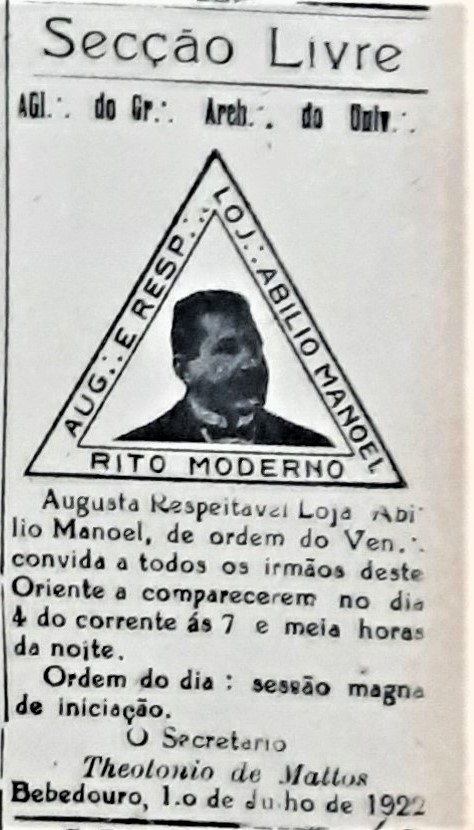 Secção Livre
AGl∴ do Gr∴ Arch∴ do Univ∴
AUG∴ E RESP∴ LOJ∴ ABILIO MANOEL
RITO MODERNO
Augusta Respeitavel Loja Abi-
lio Manoel, de ordem do Ven∴
convida a todos os irmãos deste
Oriente a comparecerem no dia
4 do corrente ás 7 e meia horas
da noite.
Ordem do dia: sessão magna
de iniciação.
O Secretario
Theotonio de Mattos
Bebedouro, 1.o de Julho de 1922